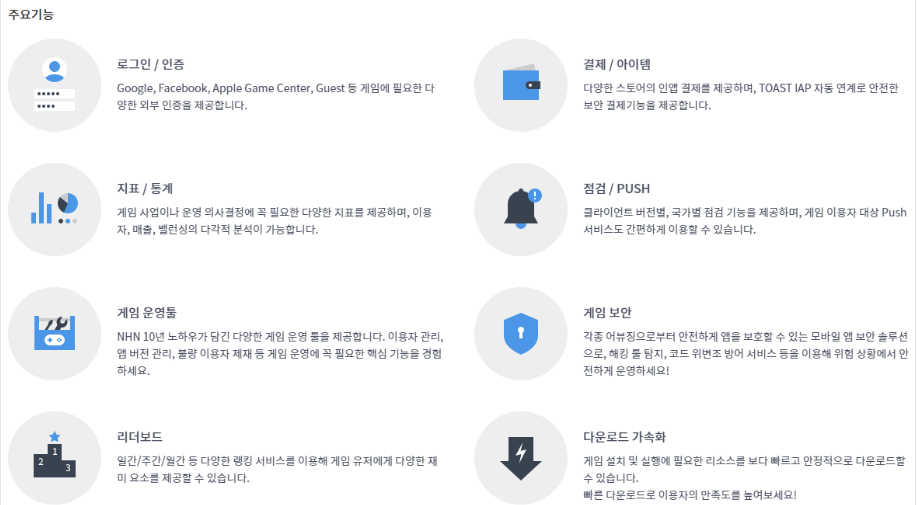 주요기능
로그인 / 인증
Google, Facebook, Apple Game Center, Guest 등 게임에 필요한 다
양한 외부 인증을 제공합니다.
결제 / 아이템
다양한 스토어의 인앱 결제를 제공하며, TOAST IAP 자동 연계로 안전한
보안 결제기능을 제공합니다.
지표 / 통계
게임 사업이나 운영 의사결정에 꼭 필요한 다양한 지표를 제공하며, 이용
자, 매출, 밸런싱의 다각적 분석이 가능합니다.
점검 / PUSH
클라이언트 버전별, 국가별 점검 기능을 제공하며, 게임 이용자 대상 Push
서비스도 간편하게 이용할 수 있습니다.
게임 운영툴
NHN 10년 노하우가 담긴 다양한 게임 운영 툴을 제공합니다. 이용자 관리,
앱 버전 관리, 불량 이용자 제재 등 게임 운영에 꼭 필요한 핵심 기능을 경험
하세요.
게임 보안
각종 어뷰징으로부터 안전하게 앱을 보호할 수 있는 모바일 앱 보안 솔루션
으로, 해킹 툴 탐지, 코드 위변조 방어 서비스 등을 이용해 위험 상황에서 안
전하게 운영하세요!
1
2
3
리더보드
일간/주간/월간 등 다양한 랭킹 서비스를 이용해 게임 유저에게 다양한 재
미 요소를 제공할 수 있습니다.
다운로드 가속화
게임 설치 및 실행에 필요한 리소스를 보다 빠르고 안정적으로 다운로드할
수 있습니다.
빠른 다운로드로 이용자의 만족도를 높여보세요!